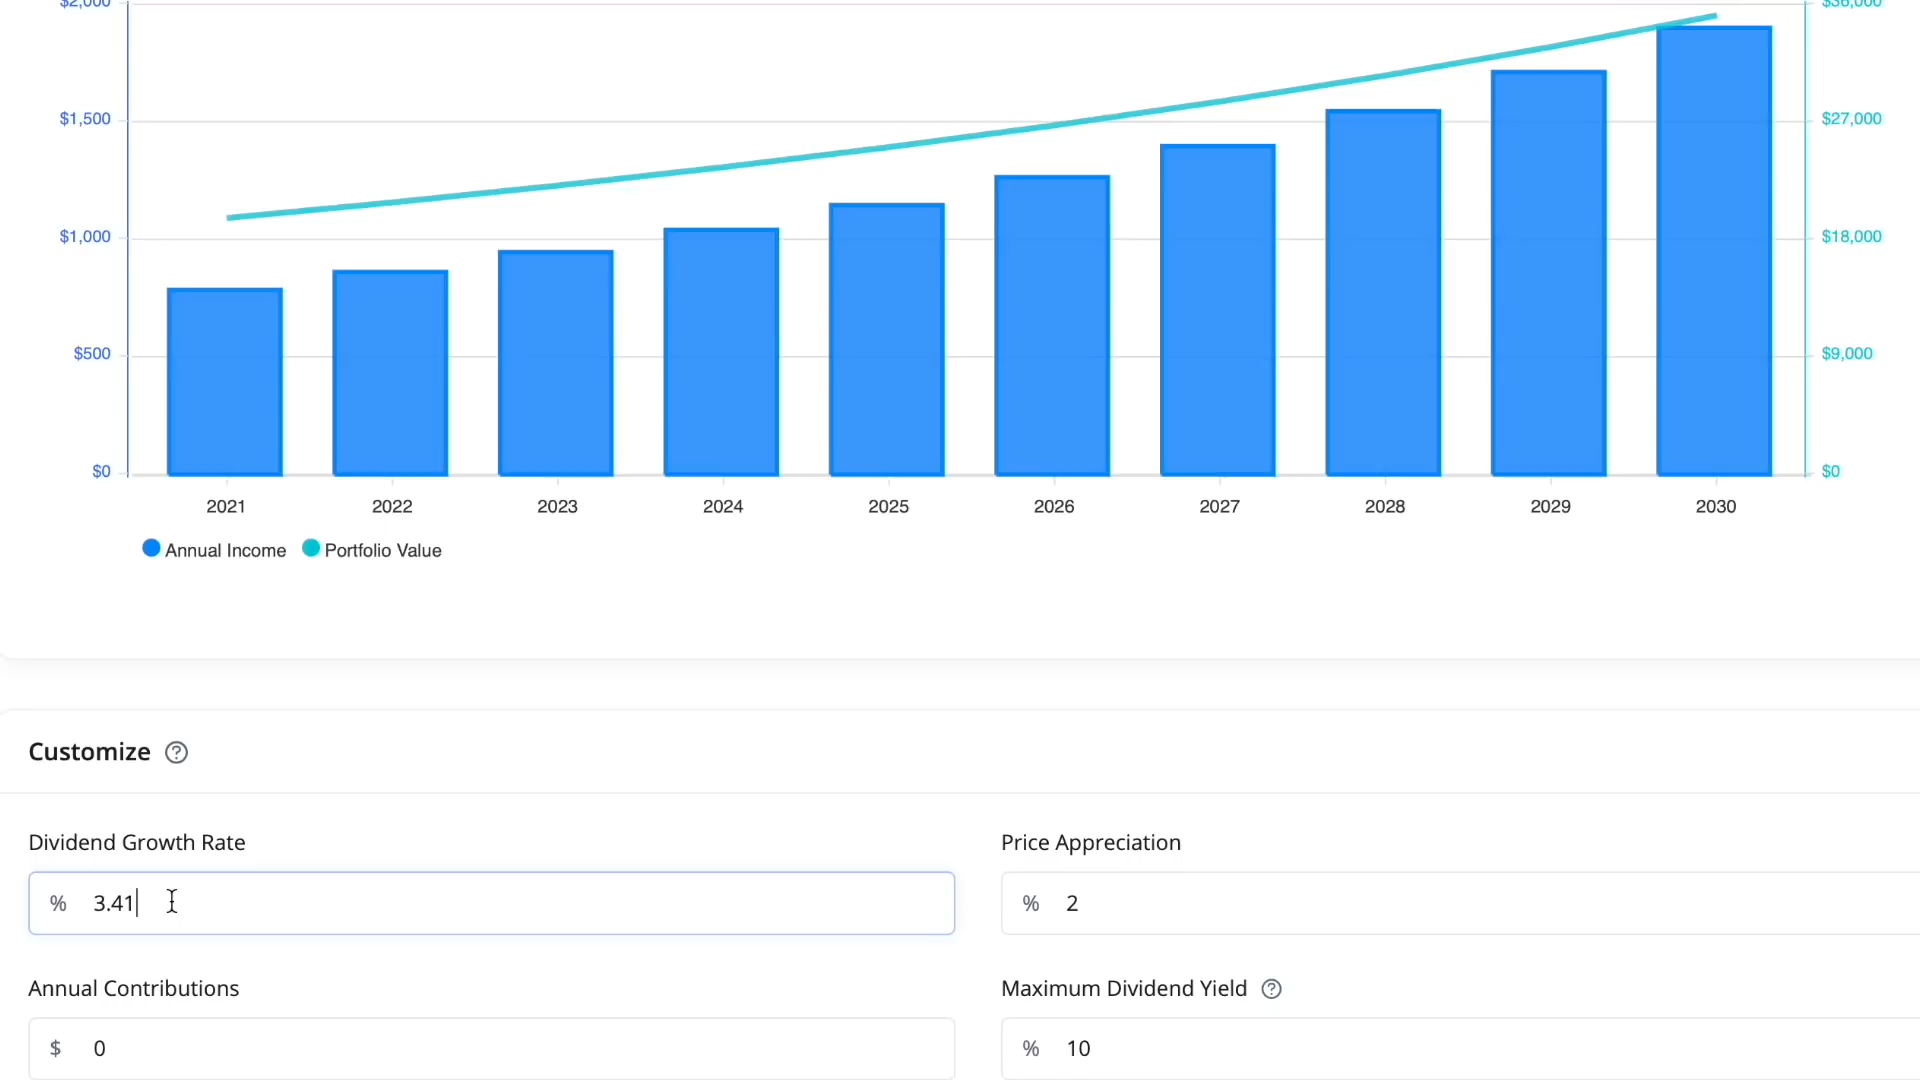 $2,000
$36,000
$1,500
$27,000
$1,000
$18,000
$500
$9,000
$0
$0
2021 2022 2023 2024 2025 2026 2027 2028 2029 2030
Annual Income Portfolio Value
Customize ?
Dividend Growth Rate
Price Appreciation
% 3.41
% 2
Annual Contributions
Maximum Dividend Yield ?
$ 0
% 10